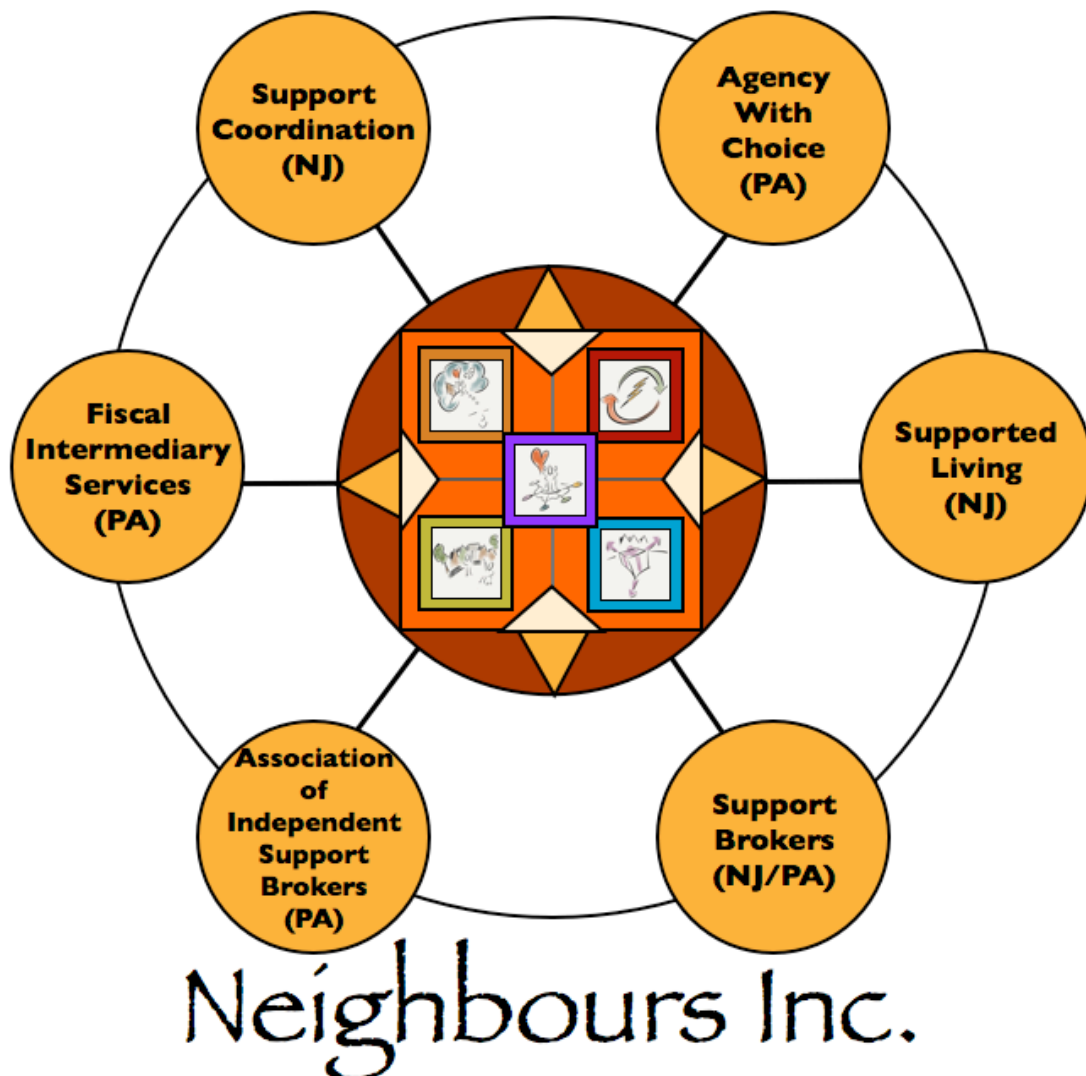 Support
Coordination
(NJ)
Agency
With
Choice
(PA)
Fiscal
Intermediary
Services
(PA)
Supported
Living
(NJ)
Association
of
Independent
Support
Brokers
(PA)
Support
Brokers
(NJ/PA)
Neighbours Inc.